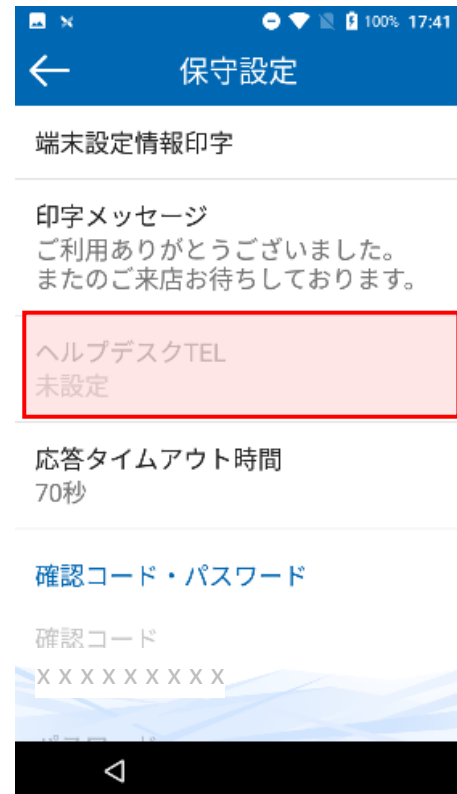 100% 17:41
保守設定
端末設定情報印字
印字メッセージ
ご利用ありがとうございました。
またのご来店お待ちしております。
ヘルプデスクTEL
未設定
応答タイムアウト時間
70秒
確認コード・パスワード
確認コード
ⅹⅹⅹⅹⅹⅹⅹⅹⅹ